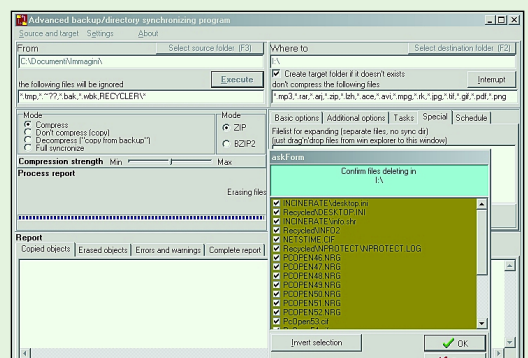 Advanced backup/directory synchronizing program
Source and target Settings About
From
Select source folder (F3)
C:\Documenti\Immagini\
the following files will be ignored
Execute
*.tmp,*.~??,*.bak,*.wbk,RECYCLER\*
Where to
Select destination folder (F2)
I:\
Create target folder if it doesn't exists
don't compress the following files
Interrupt
*.mp3,*.rar,*.arj,*.zip,*.lzh,*.ace,*.avi,*.mpg,*.rk,*.jpg,*.tif,*.gif,*.pdf,*.png
Mode
Compress
Don't compress (copy)
Decompress ("copy from backup")
Full syncronize
Mode
ZIP
BZIP2
Compression strength Min Max
Process report
Erasing files
Basic options Additional options Tasks Special Schedule
Filelist for expanding (separate files, no sync dir)
(just drag'n'drop files from win explorer to this window)
askForm
Confirm files deleting in
I:\
INCINERATE\desktop.ini
Recycled\DESKTOP.INI
INCINERATE\info.shr
Recycled\INFO2
NETSTIME.CIF
Recycled\NPROTECT\NPROTECT.LOG
PCOPEN46.NRG
PCOPEN47.NRG
PCOPEN48.NRG
PCOPEN49.NRG
PCOPEN50.NRG
PCOPEN51.NRG
PCOPEN52.NRG
PcOpen53.cif
Invert selection
OK
Report
Copied objects Erased objects Errors and warnings Complete report